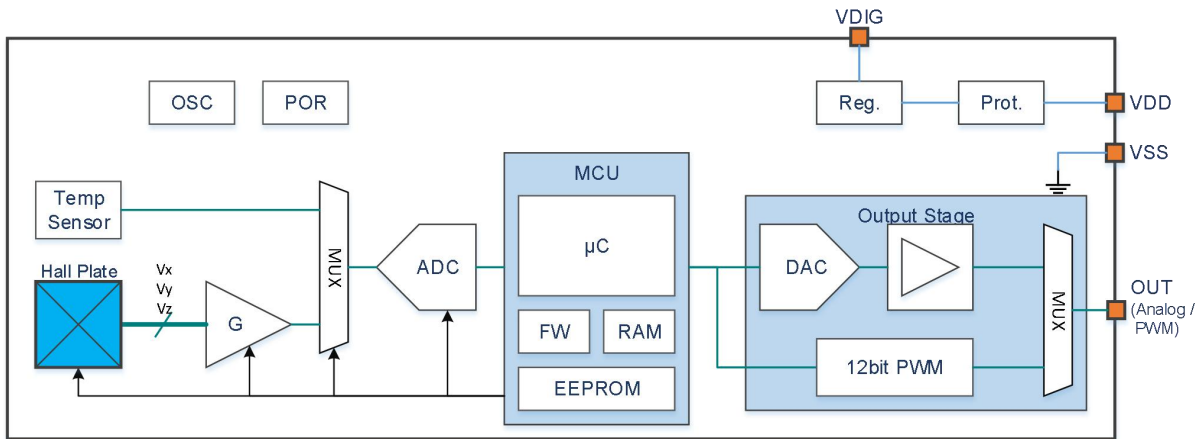 VDIG
OSC
POR
Reg.
Prot.
VDD
VSS
MCU
Temp
Sensor
Output Stage
µC
MUX
ADC
DAC
Hall Plate
Vx
Vy
Vz
G
MUX
OUT
(Analog /
PWM)
FW
RAM
12bit PWM
EEPROM